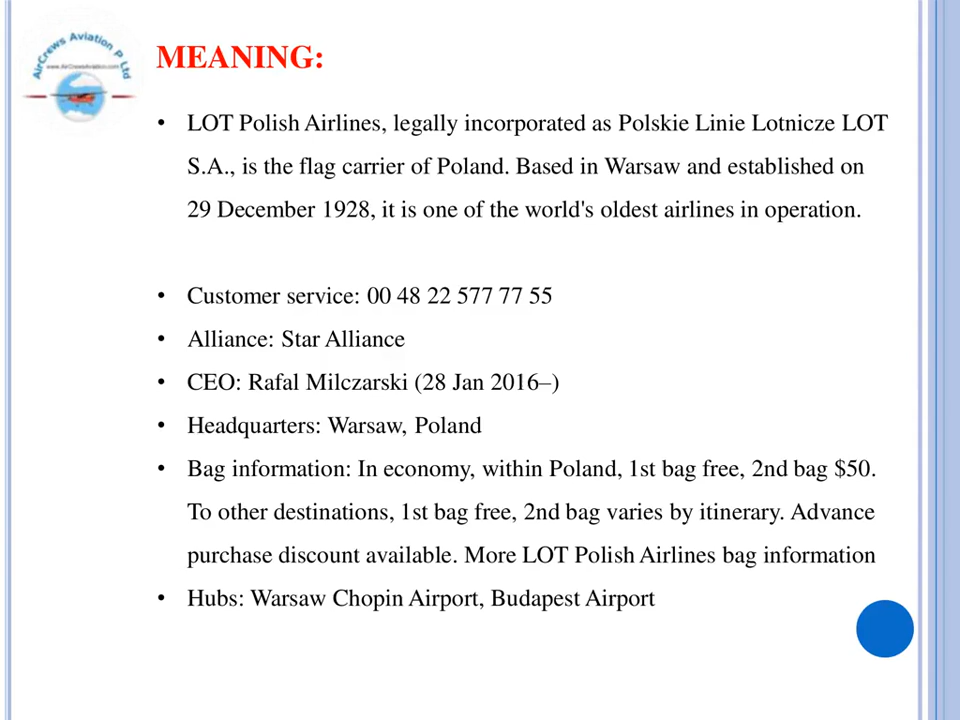 AirCrews Aviation P Ltd
www.AirCrewsAviation.com
MEANING:
• LOT Polish Airlines, legally incorporated as Polskie Linie Lotnicze LOT
S.A., is the flag carrier of Poland. Based in Warsaw and established on
29 December 1928, it is one of the world's oldest airlines in operation.
• Customer service: 00 48 22 577 77 55
• Alliance: Star Alliance
• CEO: Rafal Milczarski (28 Jan 2016–)
• Headquarters: Warsaw, Poland
• Bag information: In economy, within Poland, 1st bag free, 2nd bag $50.
To other destinations, 1st bag free, 2nd bag varies by itinerary. Advance
purchase discount available. More LOT Polish Airlines bag information
• Hubs: Warsaw Chopin Airport, Budapest Airport